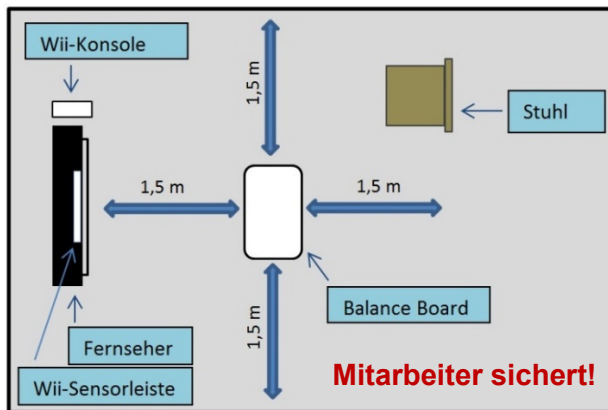 Wii-Konsole
1,5 m
Stuhl
1,5 m
1,5 m
Balance Board
1,5 m
Fernseher
Wii-Sensorleiste
Mitarbeiter sichert!